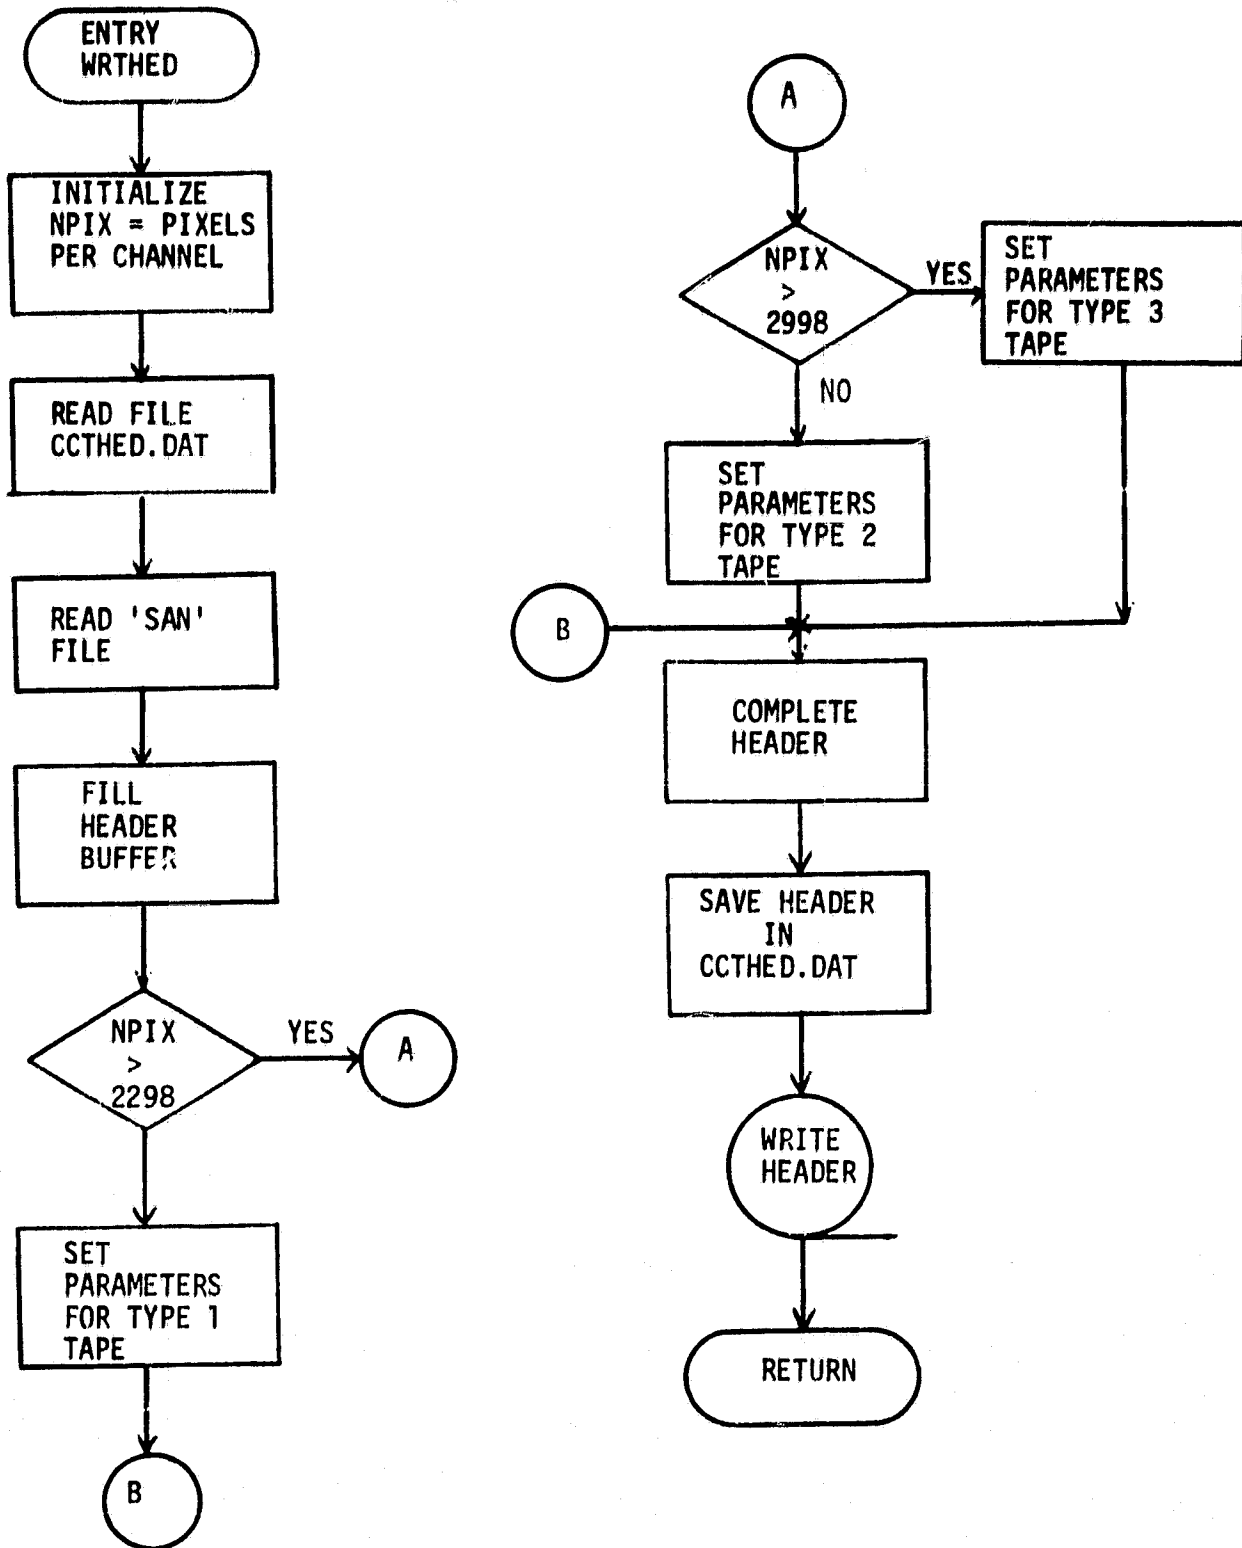 ENTRY
WRTHED
INITIALIZE
NPIX = PIXELS
PER CHANNEL
READ FILE
CCTHED.DAT
READ 'SAN'
FILE
FILL
HEADER
BUFFER
NPIX
>
2298
YES
A
SET
PARAMETERS
FOR TYPE 1
TAPE
B
A
NPIX
>
2998
YES
SET
PARAMETERS
FOR TYPE 3
TAPE
NO
SET
PARAMETERS
FOR TYPE 2
TAPE
B
COMPLETE
HEADER
SAVE HEADER
IN
CCTHED.DAT
WRITE
HEADER
RETURN